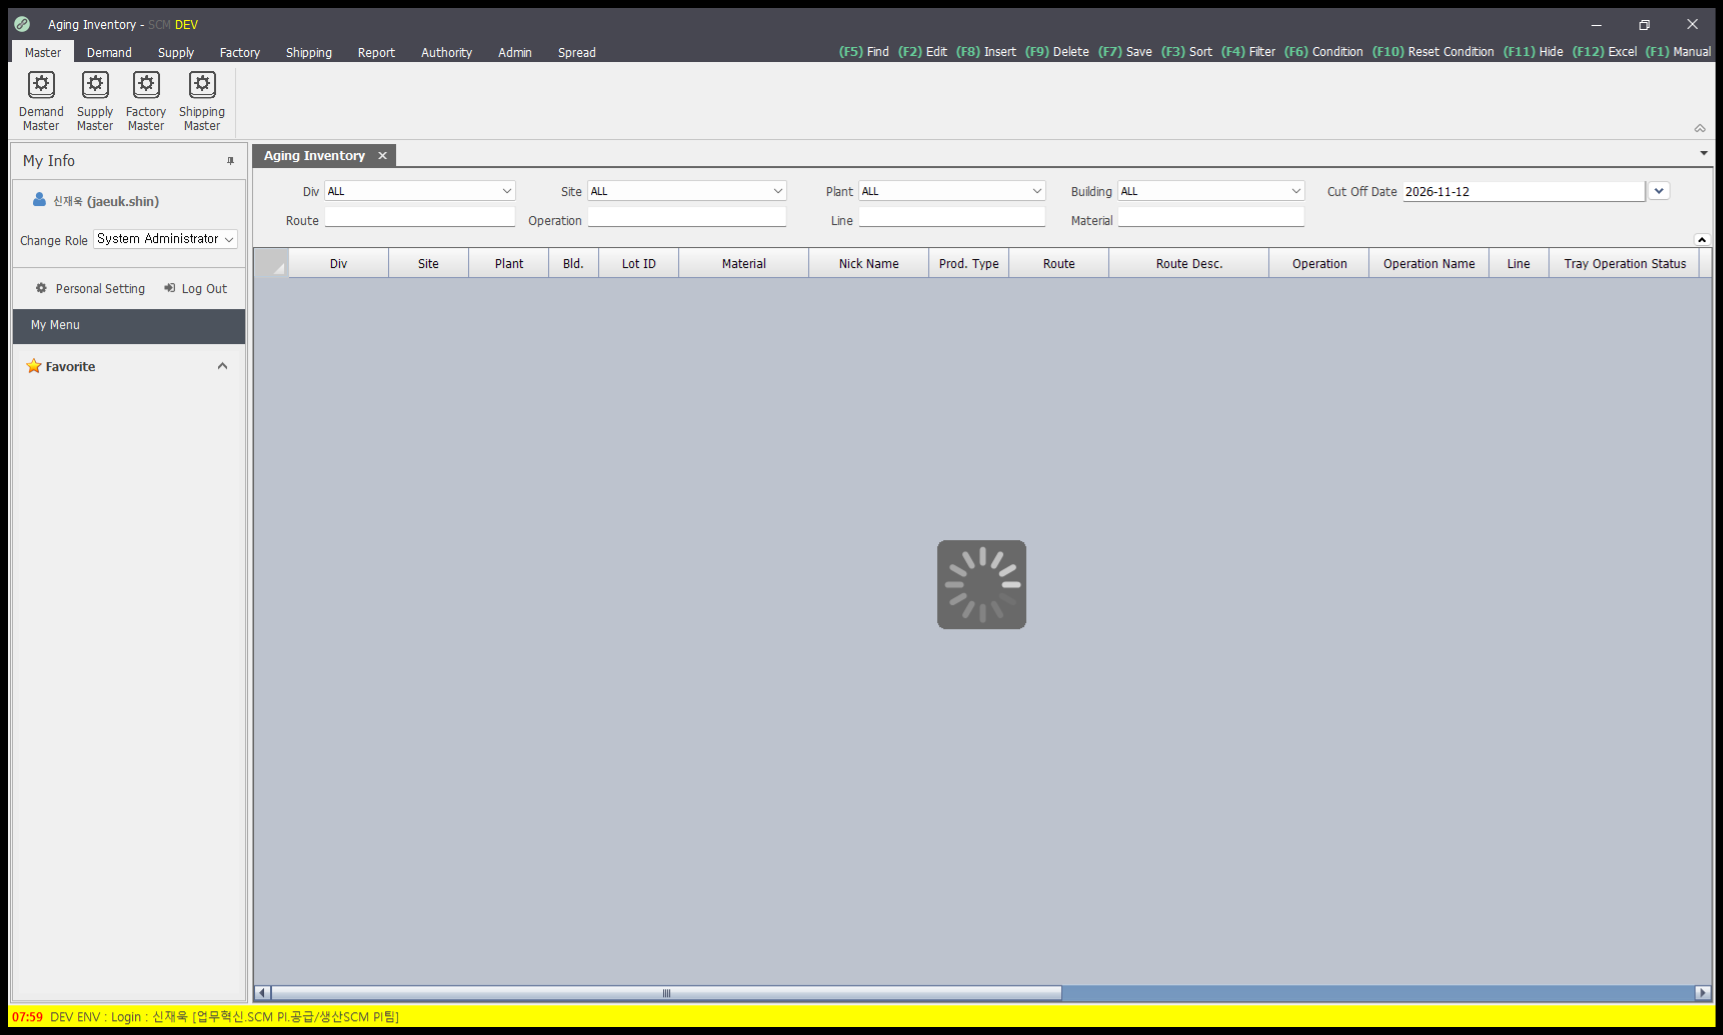 Aging Inventory - SCM DEV
Master Demand Supply Factory Shipping Report Authority Admin Spread (F5) Find (F2) Edit (F8) Insert (F9) Delete (F7) Save (F3) Sort (F4) Filter (F6) Condition (F10) Reset Condition (F11) Hide (F12) Excel (F1) Manual
Demand Master
Supply Master
Factory Master
Shipping Master
My Info
신재욱 (jaeuk.shin)
Change Role System Administrator
Personal Setting Log Out
My Menu
Favorite
Aging Inventory
Div ALL Site ALL Plant ALL Building ALL Cut Off Date 2026-11-12
Route Operation Line Material
Div Site Plant Bld. Lot ID Material Nick Name Prod. Type Route Route Desc. Operation Operation Name Line Tray Operation Status
07:59 DEV ENV : Login : 신재욱 [업무혁신.SCM PI.공급/생산SCM PI팀]